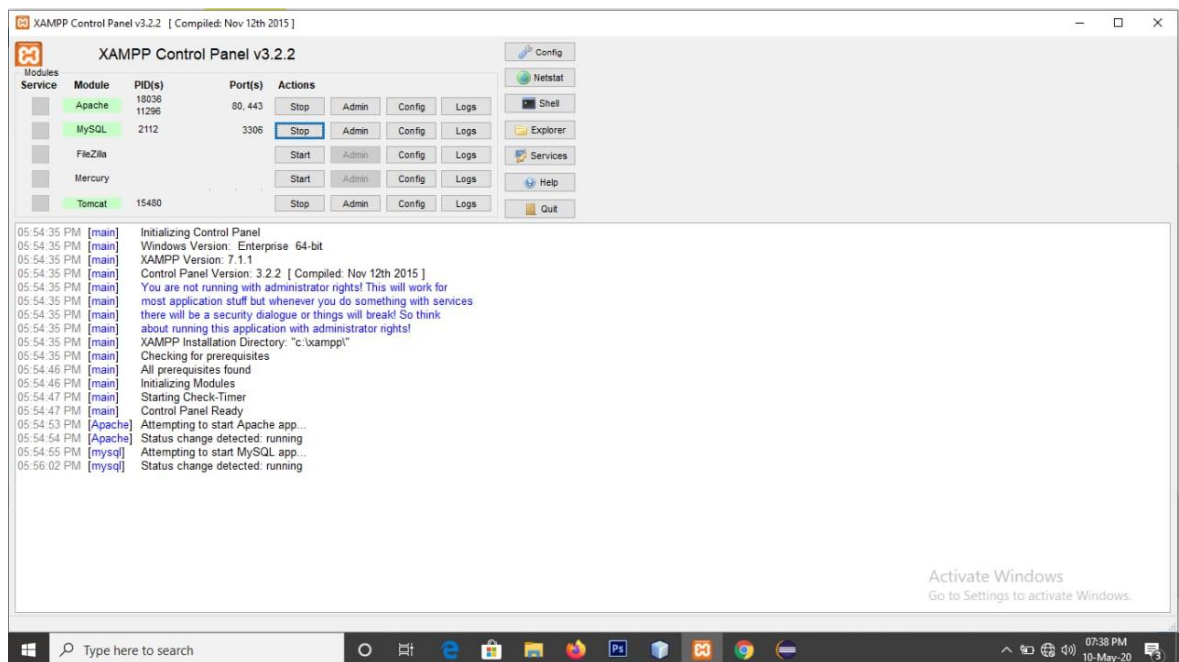 XAMPP Control Panel v3.2.2 [ Compiled: Nov 12th 2015 ]
XAMPP Control Panel v3.2.2
Config
Modules
Service Module PID(s) Port(s) Actions
Netstat
Apache 18036 11296 80, 443 Stop Admin Config Logs
Shell
MySQL 2112 3306 Stop Admin Config Logs
Explorer
FileZilla Start Admin Config Logs
Services
Mercury Start Admin Config Logs
Help
Tomcat 15480 Stop Admin Config Logs
Quit
05:54:35 PM [main] Initializing Control Panel
05:54:35 PM [main] Windows Version: Enterprise 64-bit
05:54:35 PM [main] XAMPP Version: 7.1.1
05:54:35 PM [main] Control Panel Version: 3.2.2 [ Compiled: Nov 12th 2015 ]
05:54:35 PM [main] You are not running with administrator rights! This will work for
05:54:35 PM [main] most application stuff but whenever you do something with services
05:54:35 PM [main] there will be a security dialogue or things will break! So think
05:54:35 PM [main] about running this application with administrator rights!
05:54:35 PM [main] XAMPP Installation Directory: "c:\xampp\"
05:54:35 PM [main] Checking for prerequisites
05:54:46 PM [main] All prerequisites found
05:54:46 PM [main] Initializing Modules
05:54:47 PM [main] Starting Check-Timer
05:54:47 PM [main] Control Panel Ready
05:54:53 PM [Apache] Attempting to start Apache app...
05:54:54 PM [Apache] Status change detected: running
05:54:55 PM [mysql] Attempting to start MySQL app...
05:56:02 PM [mysql] Status change detected: running
Activate Windows
Go to Settings to activate Windows.
Type here to search
Ps
07:38 PM
10-May-20
3